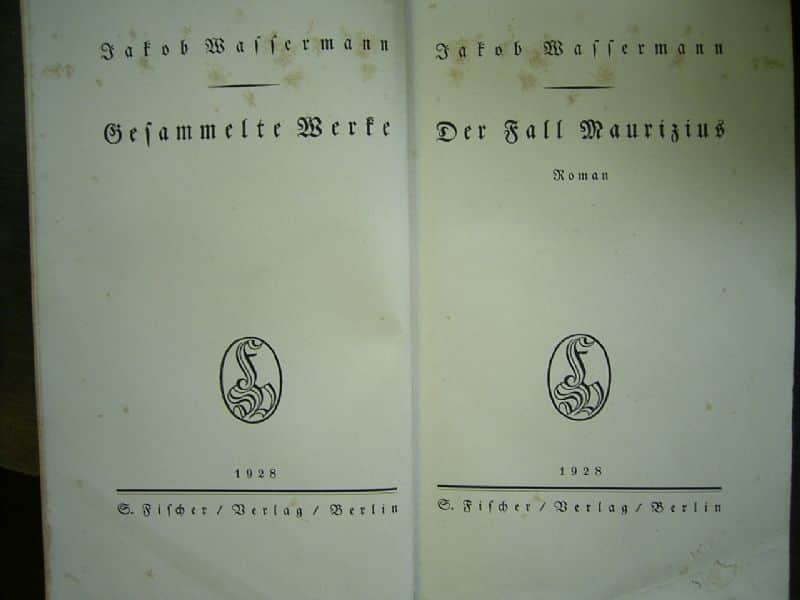 Jakob Wassermann
Gesammelte Werke
1928
S. Fischer / Verlag / Berlin
Jakob Wassermann
Der Fall Maurizius
Roman
1928
S. Fischer / Verlag / Berlin